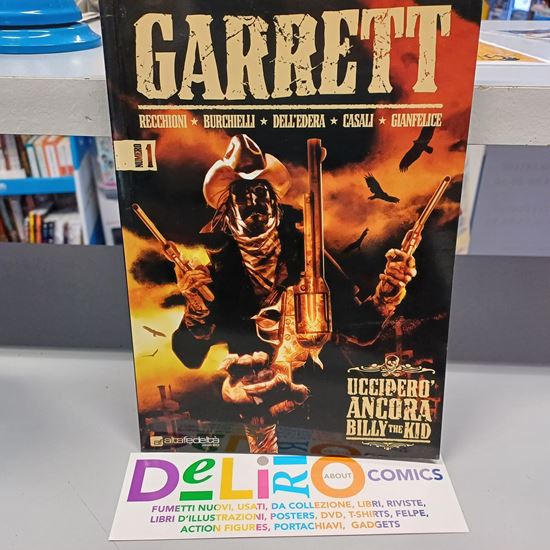 GARRETT
RECCHIONI ★ BURCHIELLI ★ DELL'EDERA ★ CASALI ★ GIANFELICE
NUMERO 1
UCCIPERO'
ANCORA
BILLY THE KID
altafedeltà
DELIRIO ABOUT COMICS
FUMETTI NUOVI, USATI, DA COLLEZIONE, LIBRI, RIVISTE,
LIBRI D'ILLUSTRAZIONI, POSTERS, DVD, T-SHIRTS, FELPE,
ACTION FIGURES, PORTACHIAVI, GADGETS